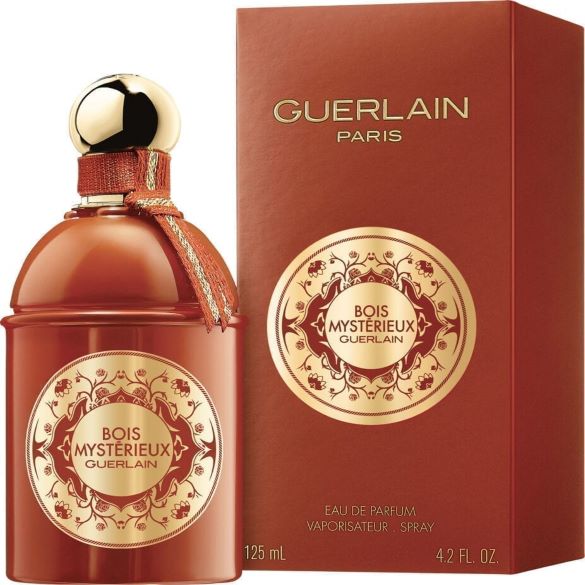 BOIS
MYSTÉRIEUX
GUERLAIN
GUERLAIN
PARIS
BOIS
MYSTÉRIEUX
GUERLAIN
EAU DE PARFUM
VAPORISATEUR . SPRAY
125 mL 4.2 FL. OZ.